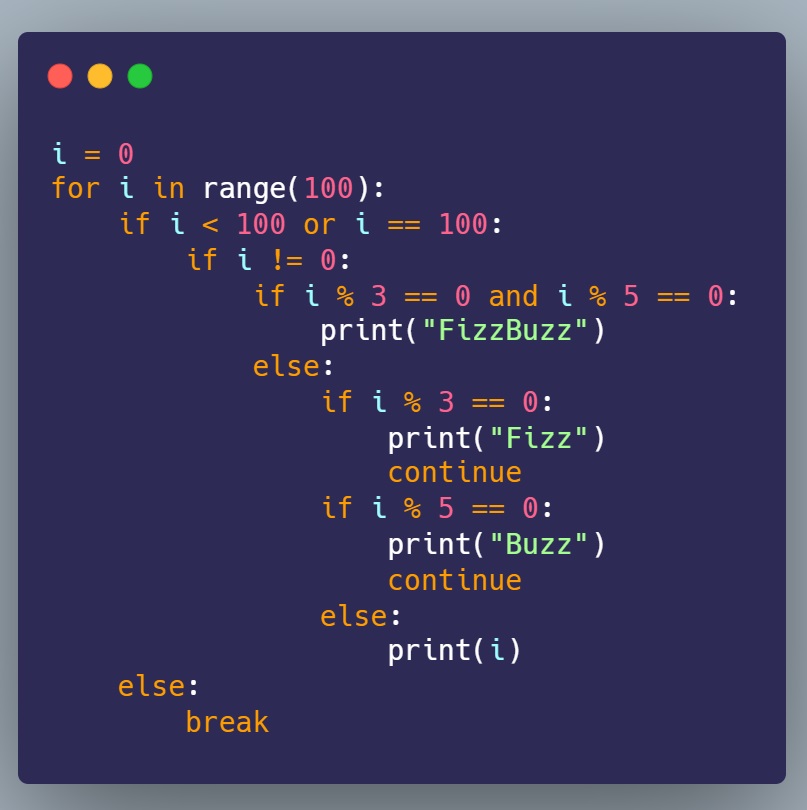 i = 0
for i in range(100):
    if i < 100 or i == 100:
        if i != 0:
            if i % 3 == 0 and i % 5 == 0:
                print("FizzBuzz")
            else:
                if i % 3 == 0:
                    print("Fizz")
                    continue
                if i % 5 == 0:
                    print("Buzz")
                    continue
                else:
                    print(i)
    else:
        break